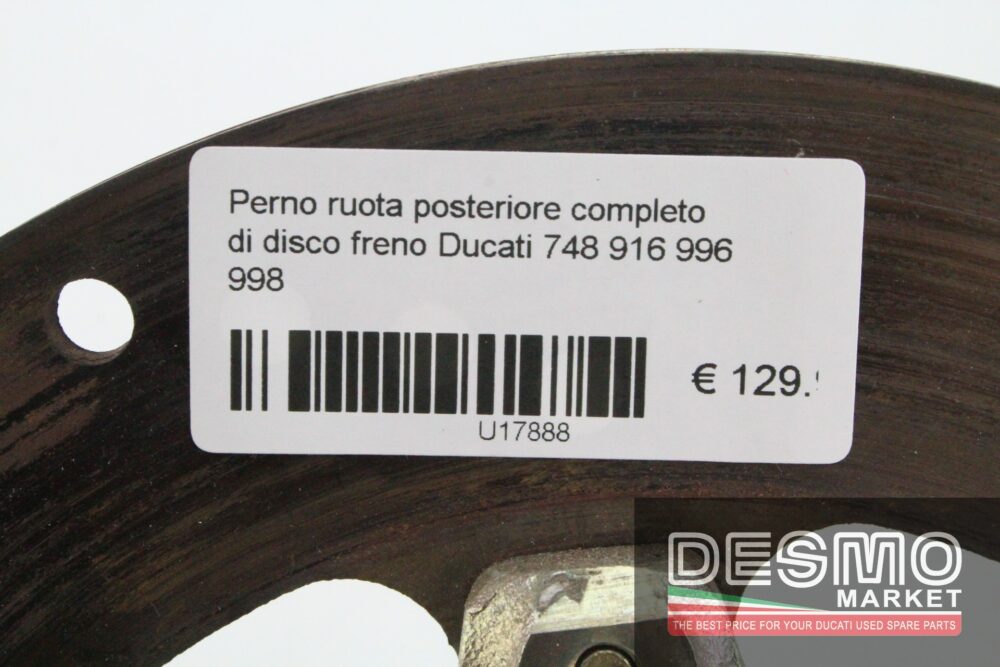 Perno ruota posteriore completo
di disco freno Ducati 748 916 996
998
€ 129.
U17888
DESMO
MARKET
THE BEST PRICE FOR YOUR DUCATI USED SPARE PARTS